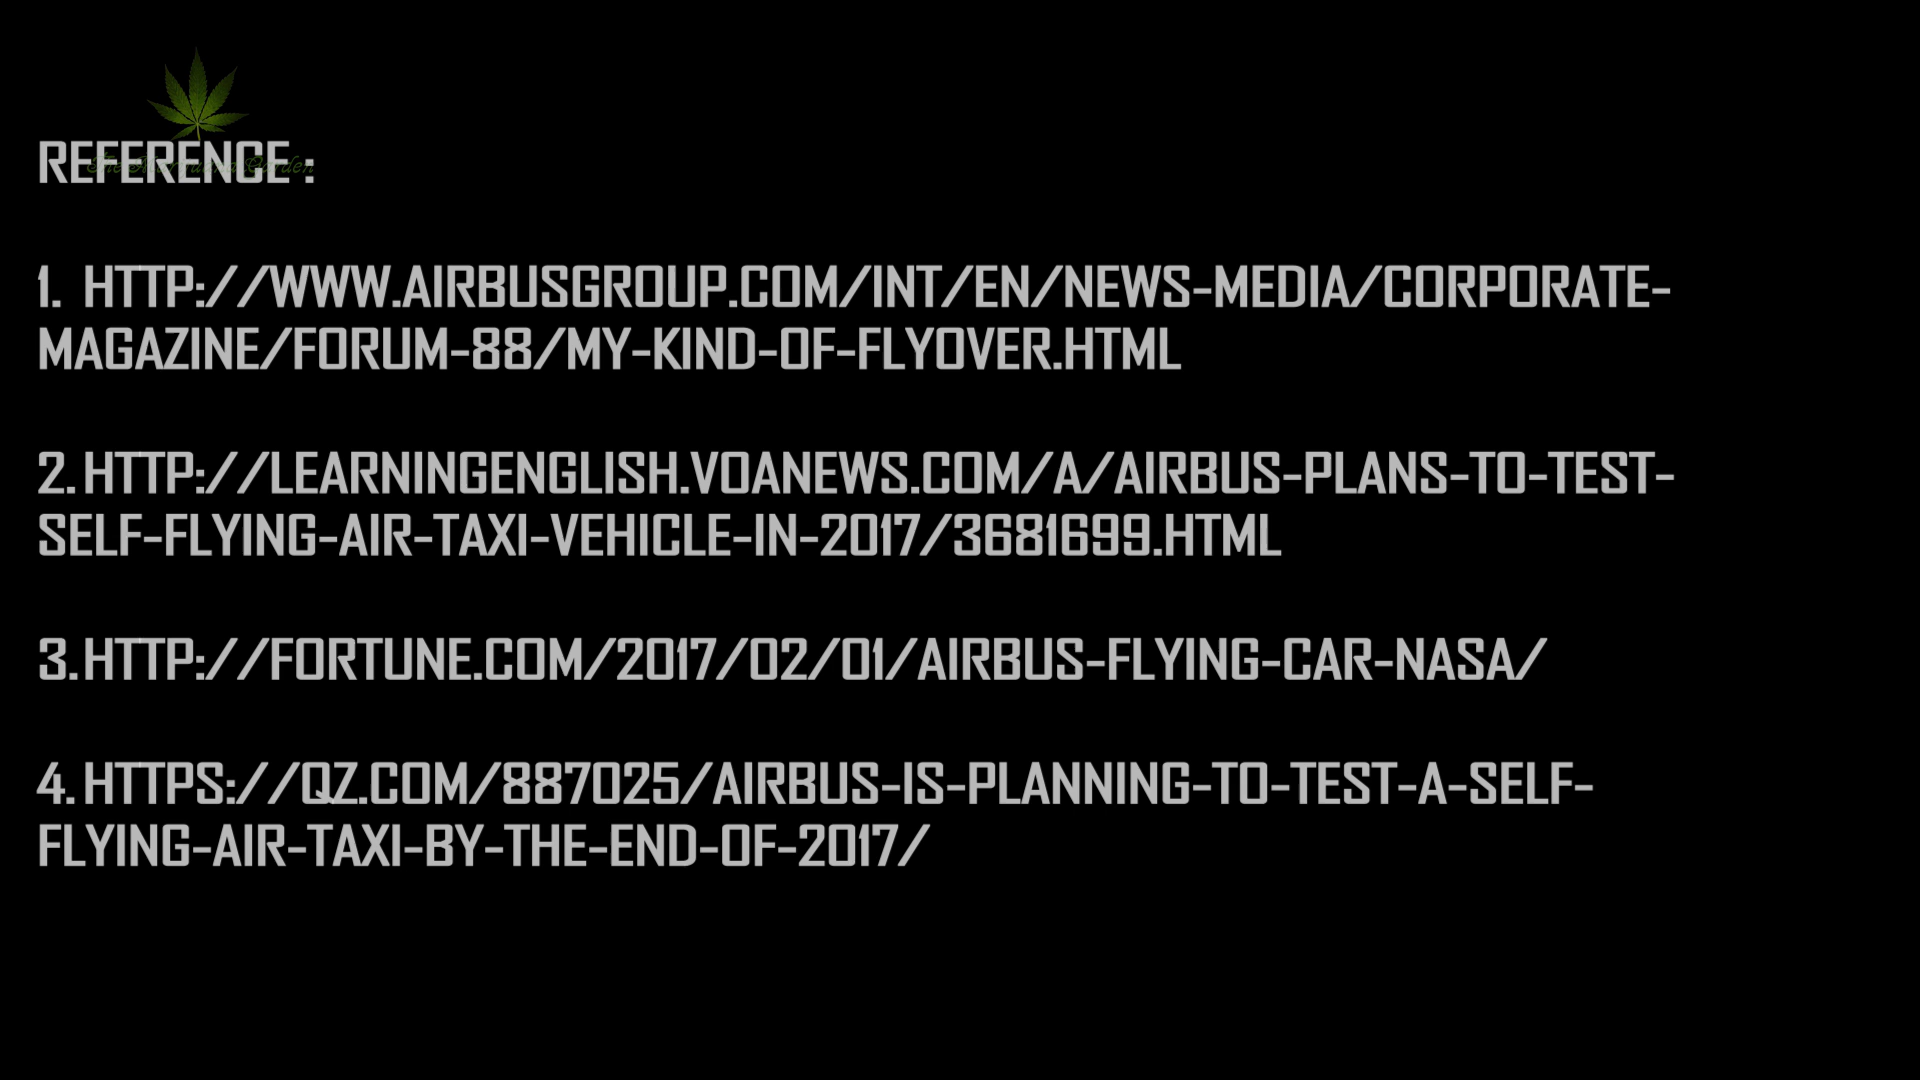 REFERENCE :
1. HTTP://WWW.AIRBUSGROUP.COM/INT/EN/NEWS-MEDIA/CORPORATE-
MAGAZINE/FORUM-88/MY-KIND-OF-FLYOVER.HTML
2. HTTP://LEARNINGENGLISH.VOANEWS.COM/A/AIRBUS-PLANS-TO-TEST-
SELF-FLYING-AIR-TAXI-VEHICLE-IN-2017/3681699.HTML
3. HTTP://FORTUNE.COM/2017/02/01/AIRBUS-FLYING-CAR-NASA/
4. HTTPS://QZ.COM/887025/AIRBUS-IS-PLANNING-TO-TEST-A-SELF-
FLYING-AIR-TAXI-BY-THE-END-OF-2017/